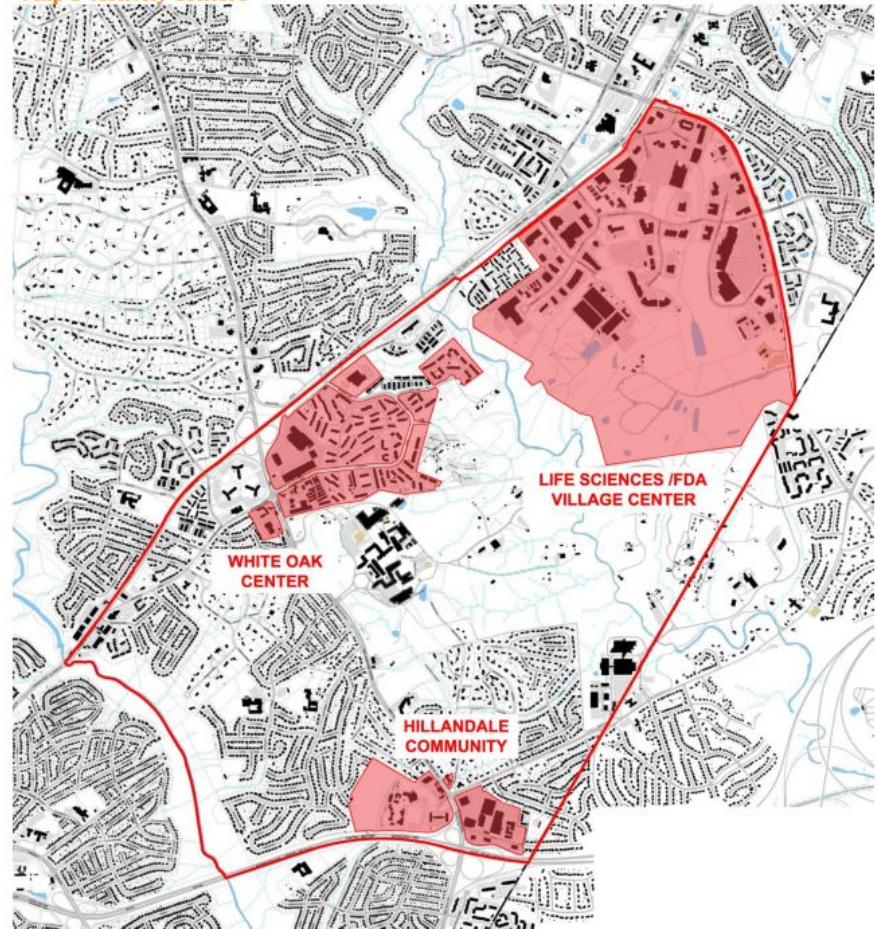 LIFE SCIENCES /FDA
VILLAGE CENTER
WHITE OAK
CENTER
HILLANDALE
COMMUNITY